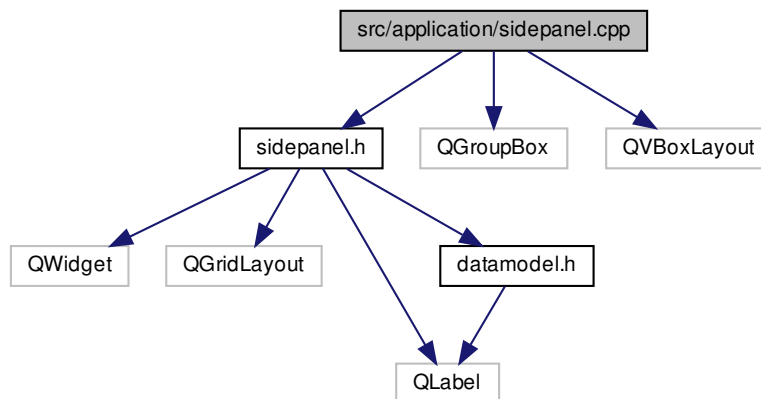 src/application/sidepanel.cpp
sidepanel.h
QGroupBox
QVBoxLayout
QWidget
QGridLayout
datamodel.h
QLabel